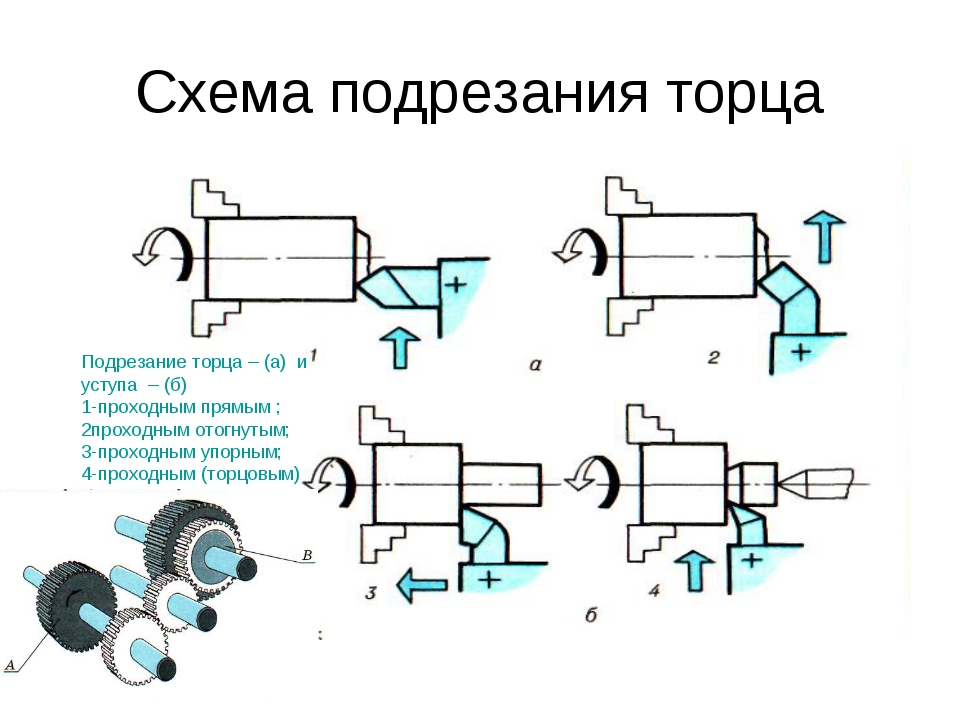 Схема подрезания торца
1
а
2
Подрезание торца – (а) и
уступа – (б)
1-проходным прямым ;
2проходным отогнутым;
3-проходным упорным;
4-проходным (торцовым)
3
б
4
В
А